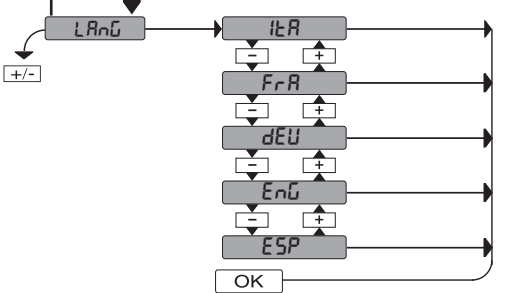 LAnG
ItA
+/-
- +
FrA
- +
dEU
- +
EnG
- +
ESP
OK